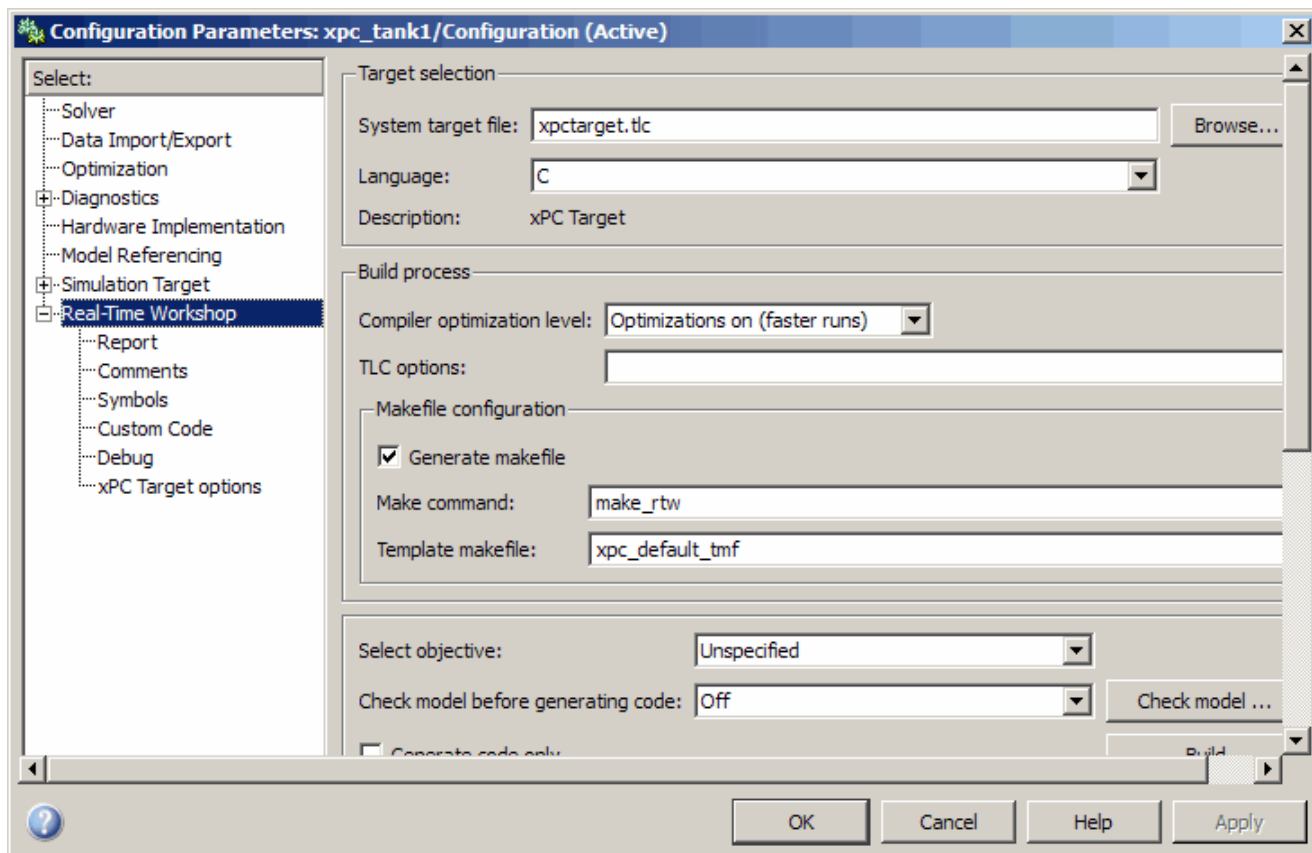 Configuration Parameters: xpc_tank1/Configuration (Active)
Select:
Solver
Data Import/Export
Optimization
Diagnostics
Hardware Implementation
Model Referencing
Simulation Target
Real-Time Workshop
Report
Comments
Symbols
Custom Code
Debug
xPC Target options
Target selection
System target file: xpctarget.tlc Browse...
Language: C
Description: xPC Target
Build process
Compiler optimization level: Optimizations on (faster runs)
TLC options:
Makefile configuration
Generate makefile
Make command: make_rtw
Template makefile: xpc_default_tmf
Select objective: Unspecified
Check model before generating code: Off Check model ...
Generate code only Build
OK Cancel Help Apply